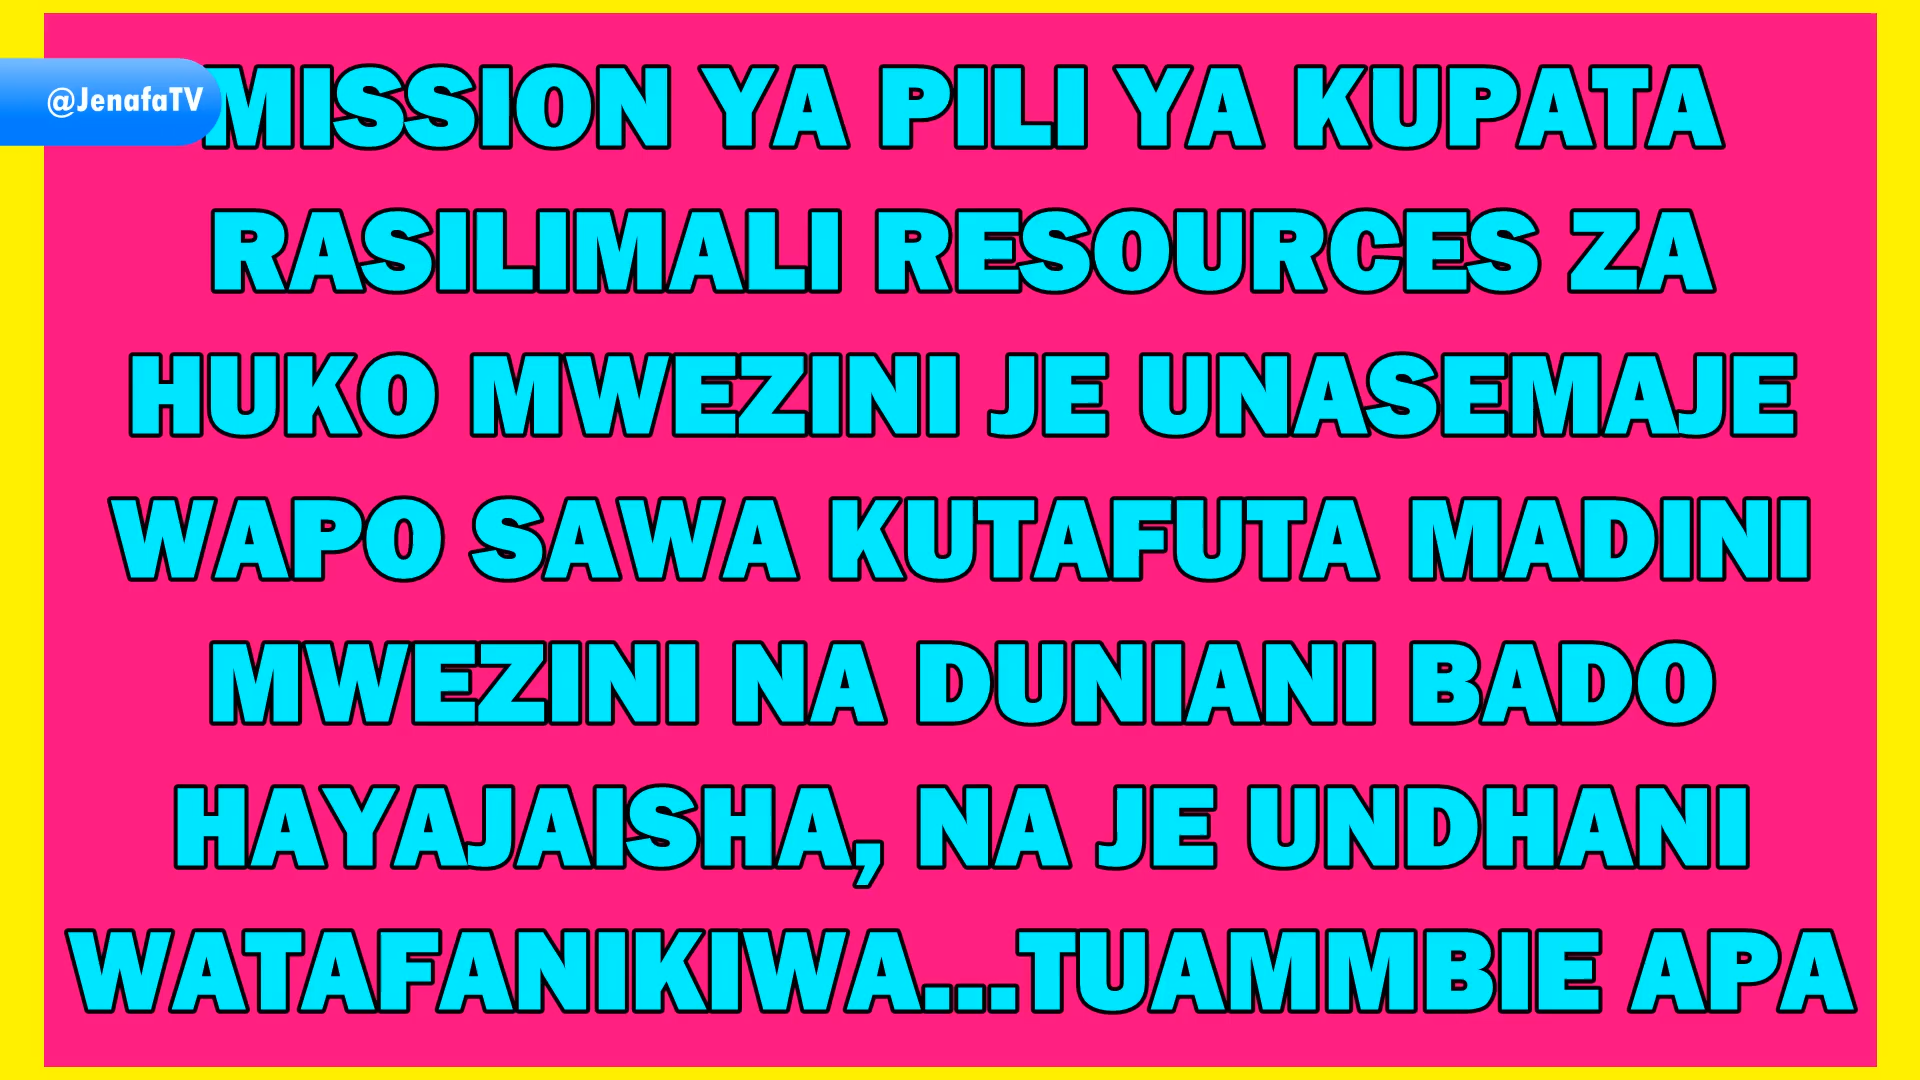 @JenafaTV
MISSION YA PILI YA KUPATA
RASILIMALI RESOURCES ZA
HUKO MWEZINI JE UNASEMAJE
WAPO SAWA KUTAFUTA MADINI
MWEZINI NA DUNIANI BADO
HAYAJAISHA, NA JE UNDHANI
WATAFANIKIWA...TUAMMBIE APA